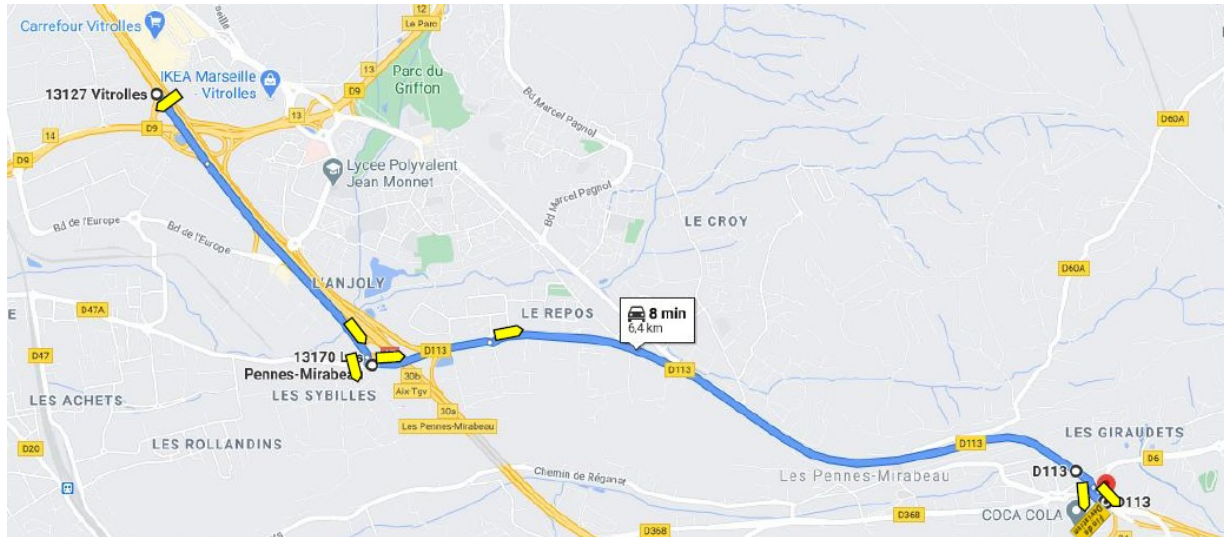 12
Le Parc
Carrefour Vitrolles
IKEA Marseille
- Vitrolles
Parc du
Griffon
13
D9
13127 Vitrolles
13
D9
14
D9
Bd Marcel Pagnol
D60A
Lycée Polyvalent
Jean Monnet
Bd Marcel Pagnol
LE CROY
Bd de l'Europe
Bd de l'Europe
L'ANJOLY
D60A
D47A
LE REPOS
8 min
6,4 km
D47
13170 Les
Pennes-Mirabeau
D113
D113
30b
Aix-Tgv
LES SYBILLES
LES ACHETS
30a
Les Pennes-Mirabeau
LES ROLLANDINS
D20
D113
LES GIRAUDETS
D6
Chemin de Réganat
Les Pennes-Mirabeau
D113
D113
COCA COLA
D368
D368
Fin de